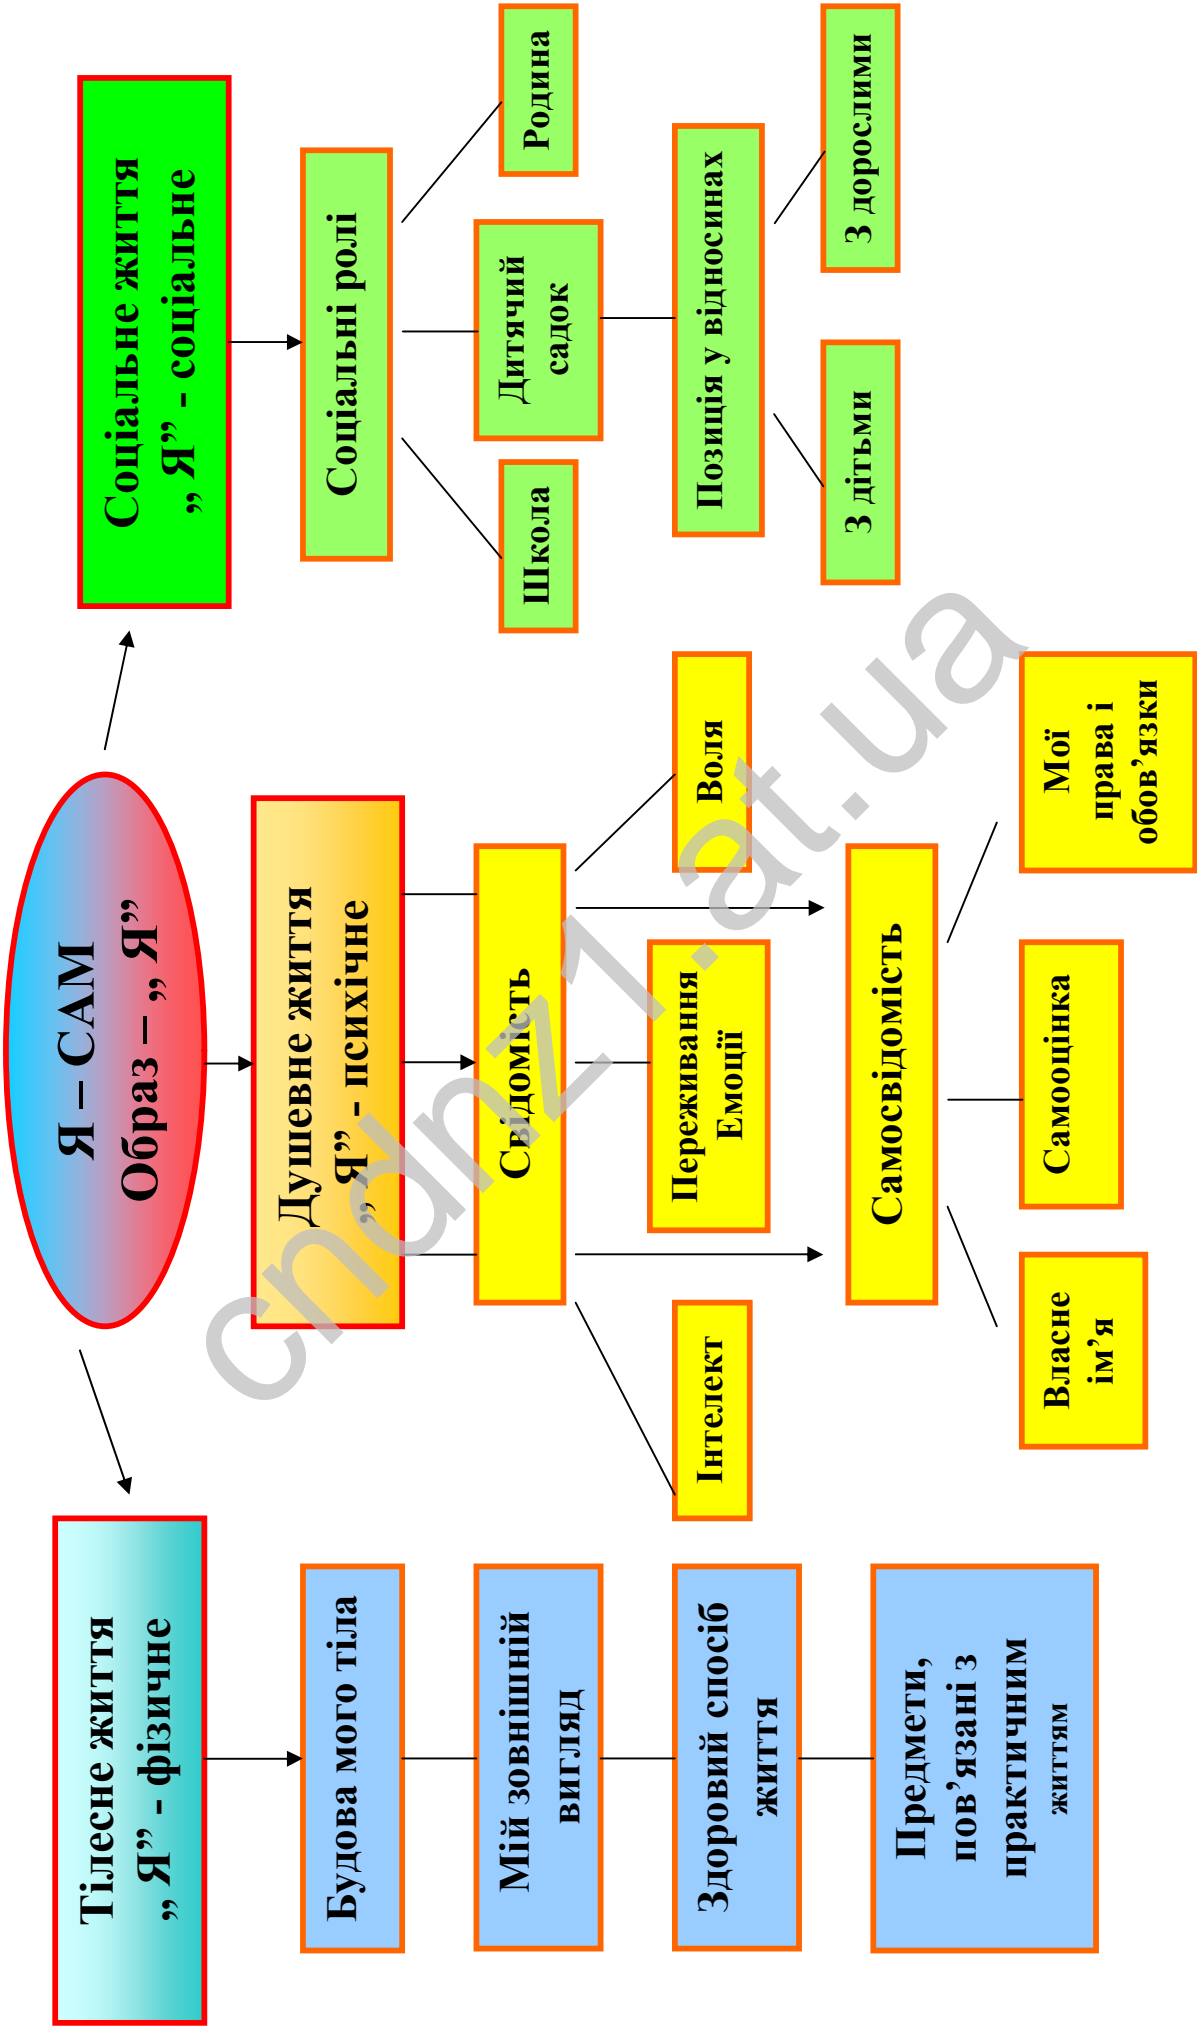 Я – САМ
Образ – „ Я”
Тілесне життя
„ Я” - фізичне
Будова мого тіла
Мій зовнішній
вигляд
Здоровий спосіб
життя
Предмети,
пов’язані з
практичним
життям
Душевне життя
„ Я” - психічне
Свідомість
Інтелект
Переживання
Емоції
Воля
Самосвідомість
Власне
ім’я
Самооцінка
Мої
права і
обов’язки
Соціальне життя
„ Я” - соціальне
Соціальні ролі
Школа
Дитячий
садок
Родина
Позиція у відносинах
З дітьми
З дорослими
cndnz1.at.ua